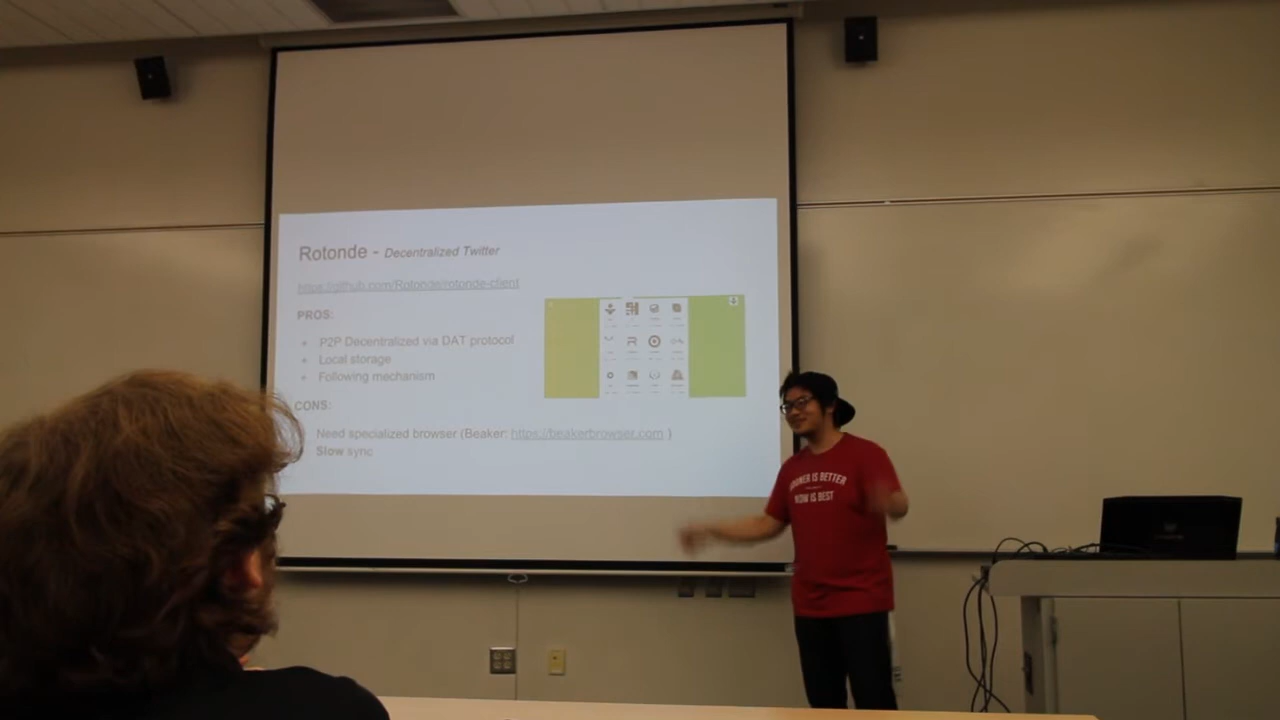 Rotonde - Decentralized Twitter
https://github.com/Rotonde/rotonde-client
PROS:
• P2P Decentralized via DAT protocol
• Local storage
• Following mechanism
CONS:
Need specialized browser (Beaker: https://beakerbrowser.com )
Slow sync
IS BETTER
NOW IS BEST